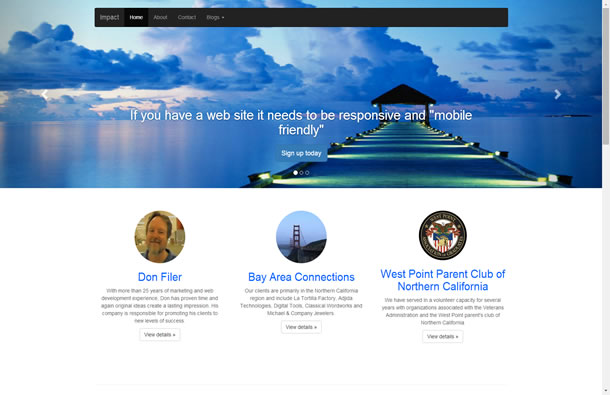 Impact Home About Contact Blogs
If you have a web site it needs to be responsive and "mobile
friendly"
Sign up today
Don Filer
With more than 25 years of marketing and web
development experience, Don has proven time and
again original ideas create a lasting impression. His
company is responsible for promoting his clients to
new levels of success
View details »
Bay Area Connections
Our clients are primarily in the Northern California
region and include La Tortilla Factory, Adjida
Technologies, Digital Tools, Classical Wordworks and
Michael & Company Jewelers.
View details »
WEST POINT
West Point Parent Club of
Northern California
We have served in a volunteer capacity for several
years with organizations associated with the Veterans
Administration and the West Point parent's club of
Northern California.
View details »